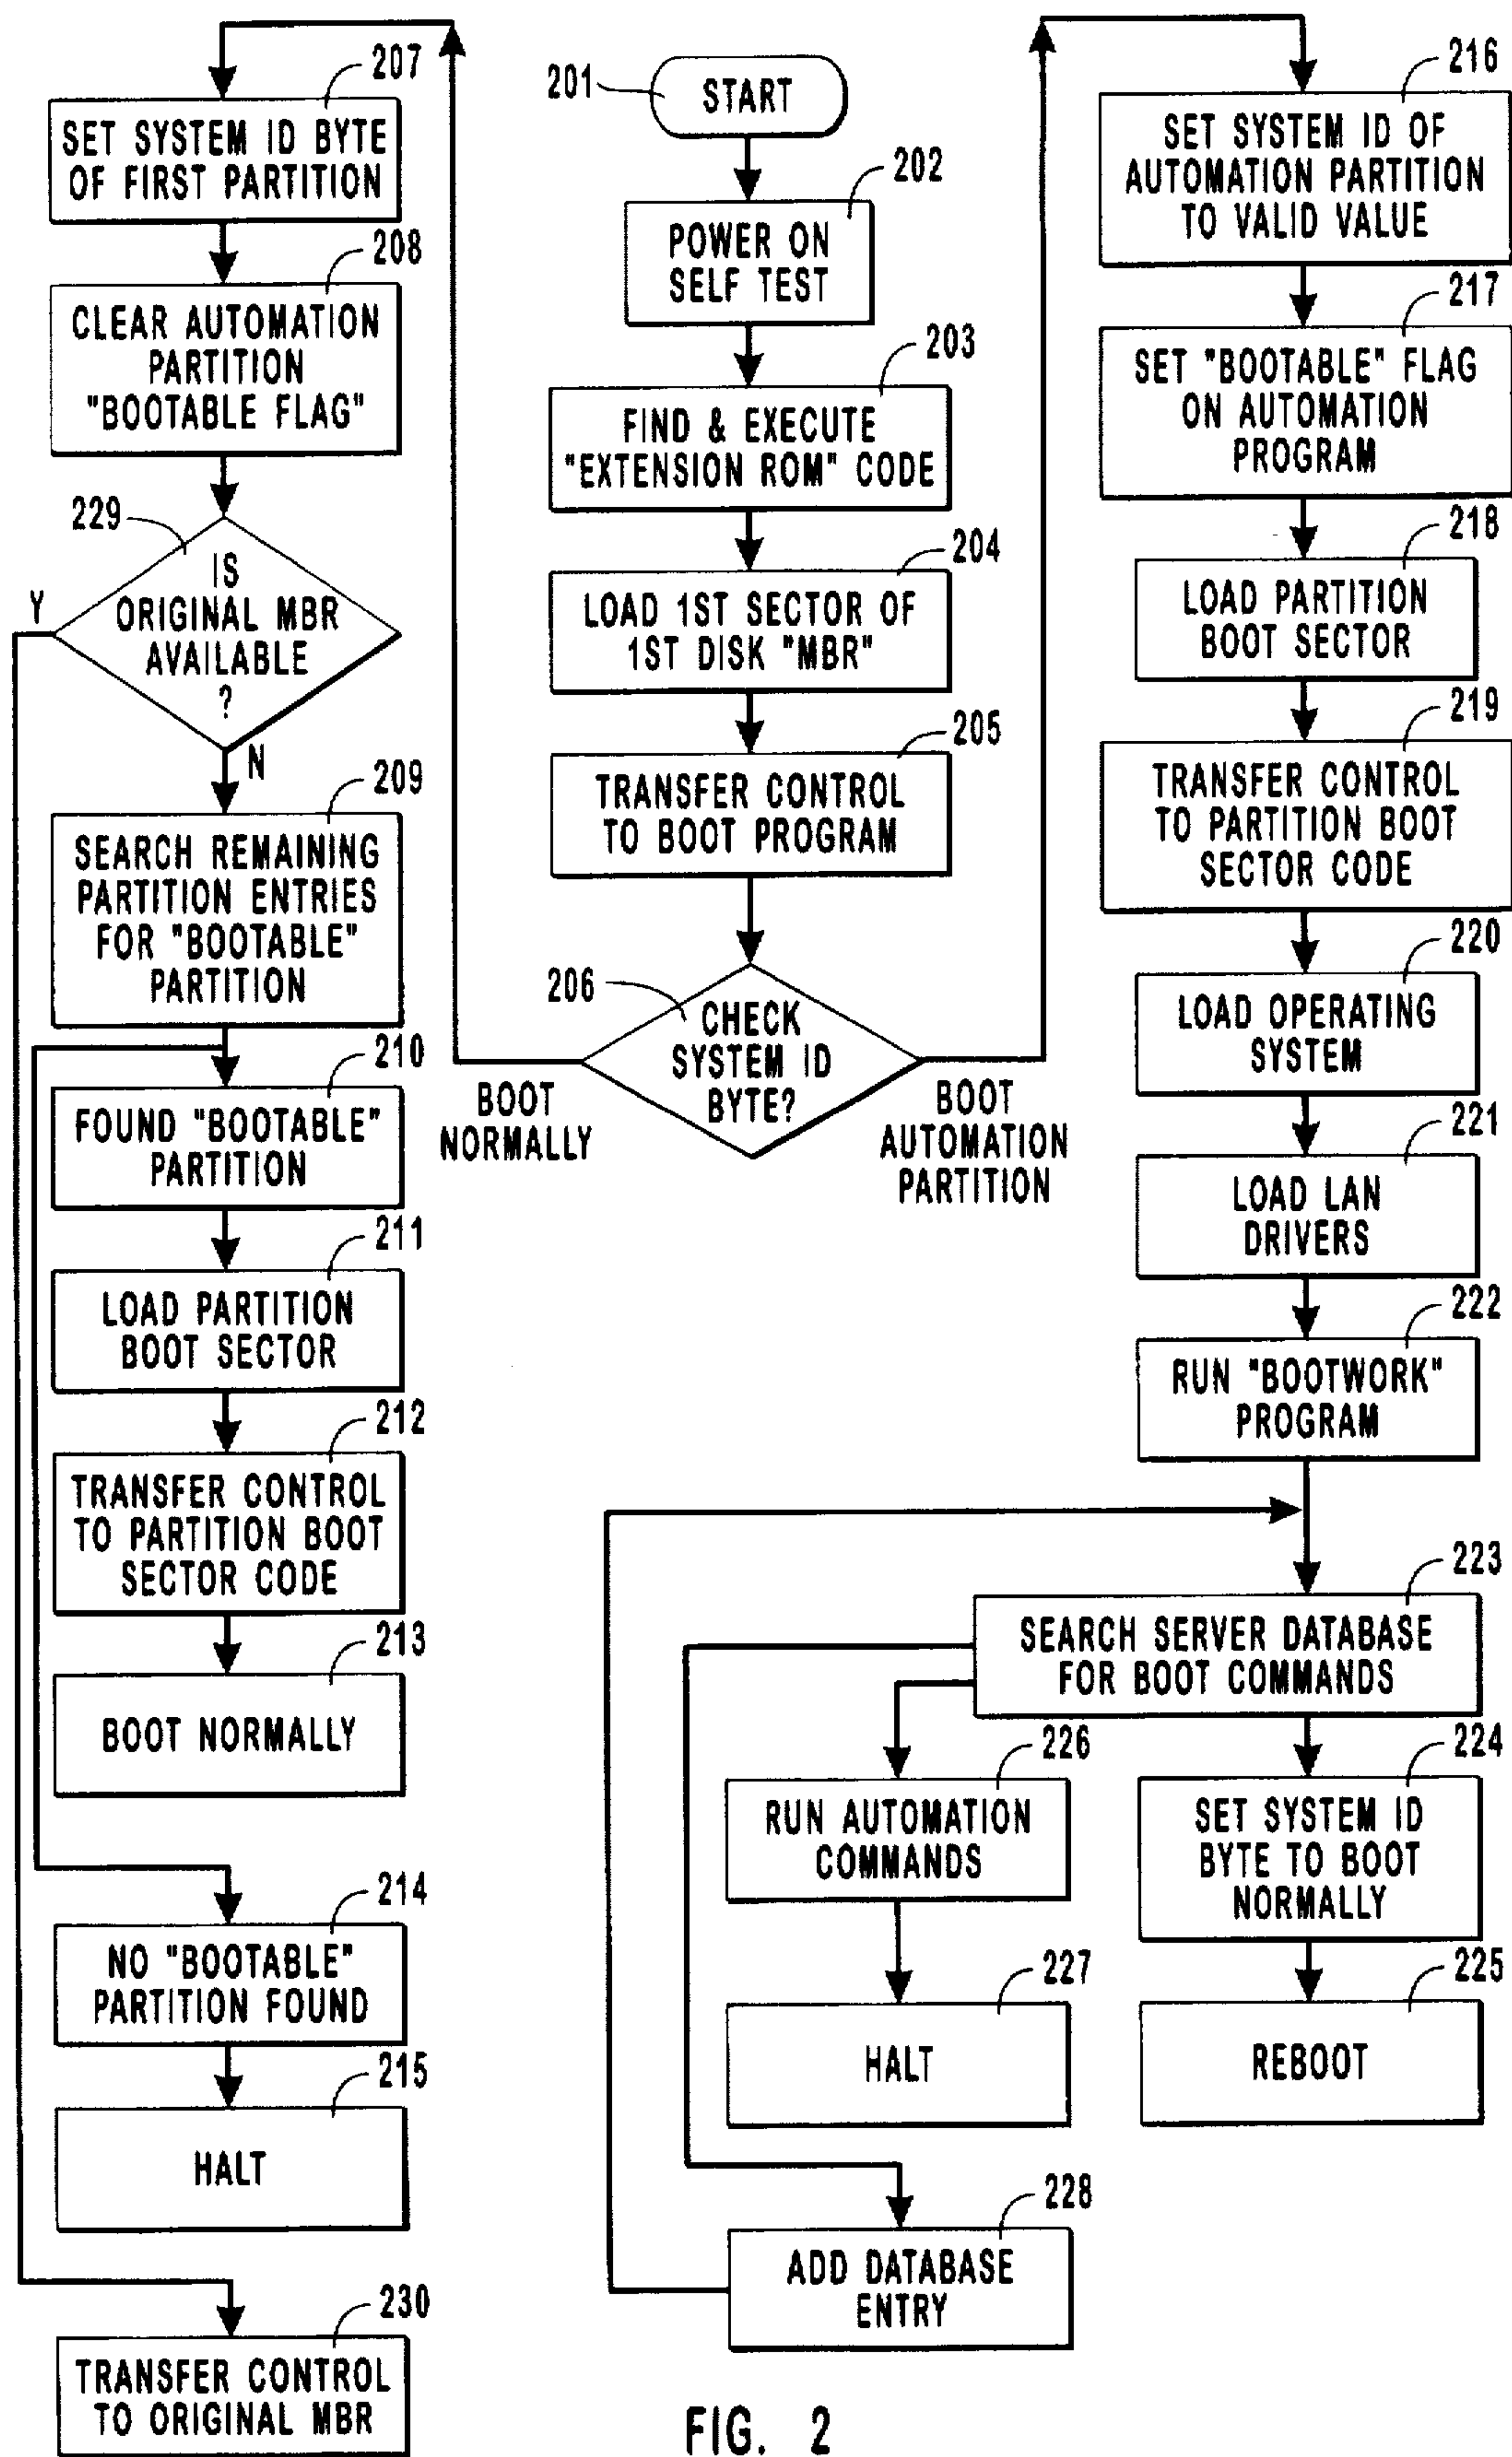 207
SET SYSTEM ID BYTE
OF FIRST PARTITION
208
CLEAR AUTOMATION
PARTITION
"BOOTABLE FLAG"
229
IS
ORIGINAL MBR
AVAILABLE
?
Y
N
209
SEARCH REMAINING
PARTITION ENTRIES
FOR "BOOTABLE"
PARTITION
210
FOUND "BOOTABLE"
PARTITION
211
LOAD PARTITION
BOOT SECTOR
212
TRANSFER CONTROL
TO PARTITION BOOT
SECTOR CODE
213
BOOT NORMALLY
214
NO "BOOTABLE"
PARTITION FOUND
215
HALT
230
TRANSFER CONTROL
TO ORIGINAL MBR
201
START
202
POWER ON
SELF TEST
203
FIND & EXECUTE
"EXTENSION ROM" CODE
204
LOAD 1ST SECTOR OF
1ST DISK "MBR"
205
TRANSFER CONTROL
TO BOOT PROGRAM
206
CHECK
SYSTEM ID
BYTE?
BOOT
NORMALLY
BOOT
AUTOMATION
PARTITION
216
SET SYSTEM ID OF
AUTOMATION PARTITION
TO VALID VALUE
217
SET "BOOTABLE" FLAG
ON AUTOMATION
PROGRAM
218
LOAD PARTITION
BOOT SECTOR
219
TRANSFER CONTROL
TO PARTITION BOOT
SECTOR CODE
220
LOAD OPERATING
SYSTEM
221
LOAD LAN
DRIVERS
222
RUN "BOOTWORK"
PROGRAM
223
SEARCH SERVER DATABASE
FOR BOOT COMMANDS
224
SET SYSTEM ID
BYTE TO BOOT
NORMALLY
225
REBOOT
226
RUN AUTOMATION
COMMANDS
227
HALT
228
ADD DATABASE
ENTRY
FIG. 2